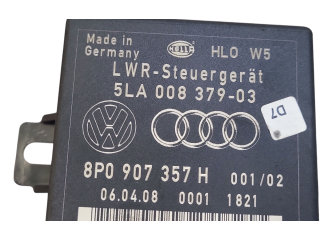 Made in HELLA HLO W5
Germany
LWR-Steuergerät
5LA 008 379-03
D7
8P0 907 357 H 001/02
06.04.08 0001 1821